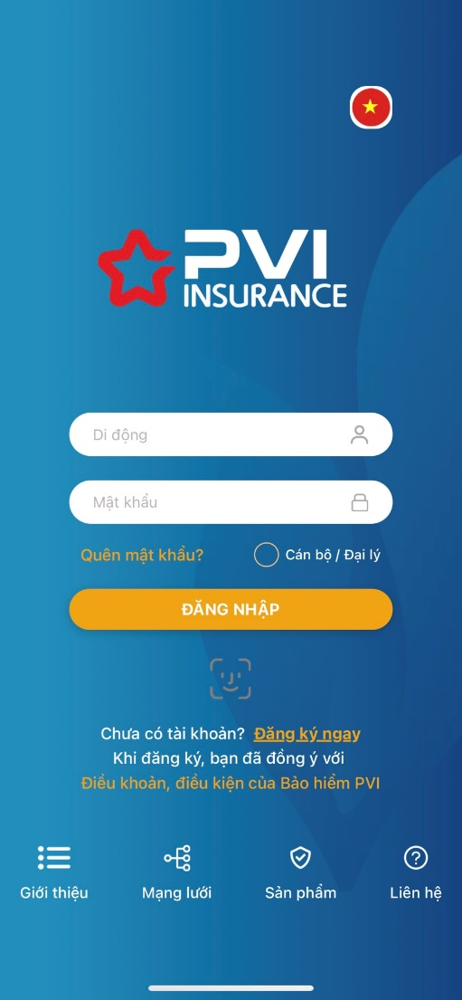 PVI
INSURANCE
Di động
Mật khẩu
Quên mật khẩu?
Cán bộ / Đại lý
ĐĂNG NHẬP
Chưa có tài khoản? Đăng ký ngay
Khi đăng ký, bạn đã đồng ý với
Điều khoản, điều kiện của Bảo hiểm PVI
Giới thiệu
Mạng lưới
Sản phẩm
Liên hệ